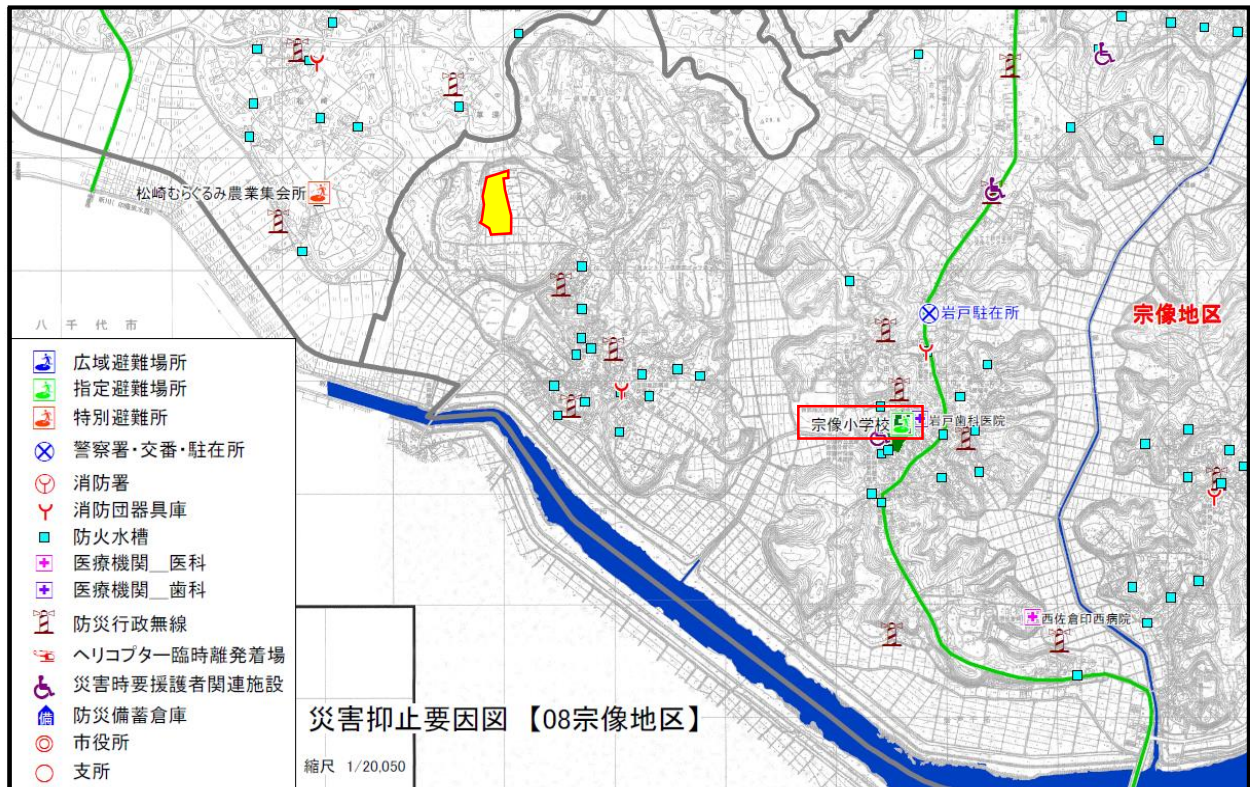 松崎むらぐるみ農業集会所
岩戸駐在所
宗像地区
八千代市
宗像小学校
岩戸歯科医院
西佐倉印西病院
広域避難場所
指定避難場所
特別避難所
警察署・交番・駐在所
消防署
消防団器具庫
防火水槽
医療機関__医科
医療機関__歯科
防災行政無線
ヘリコプター臨時離発着場
災害時要援護者関連施設
備
防災備蓄倉庫
市役所
支所
災害抑止要因図 【08宗像地区】
縮尺 1/20,050